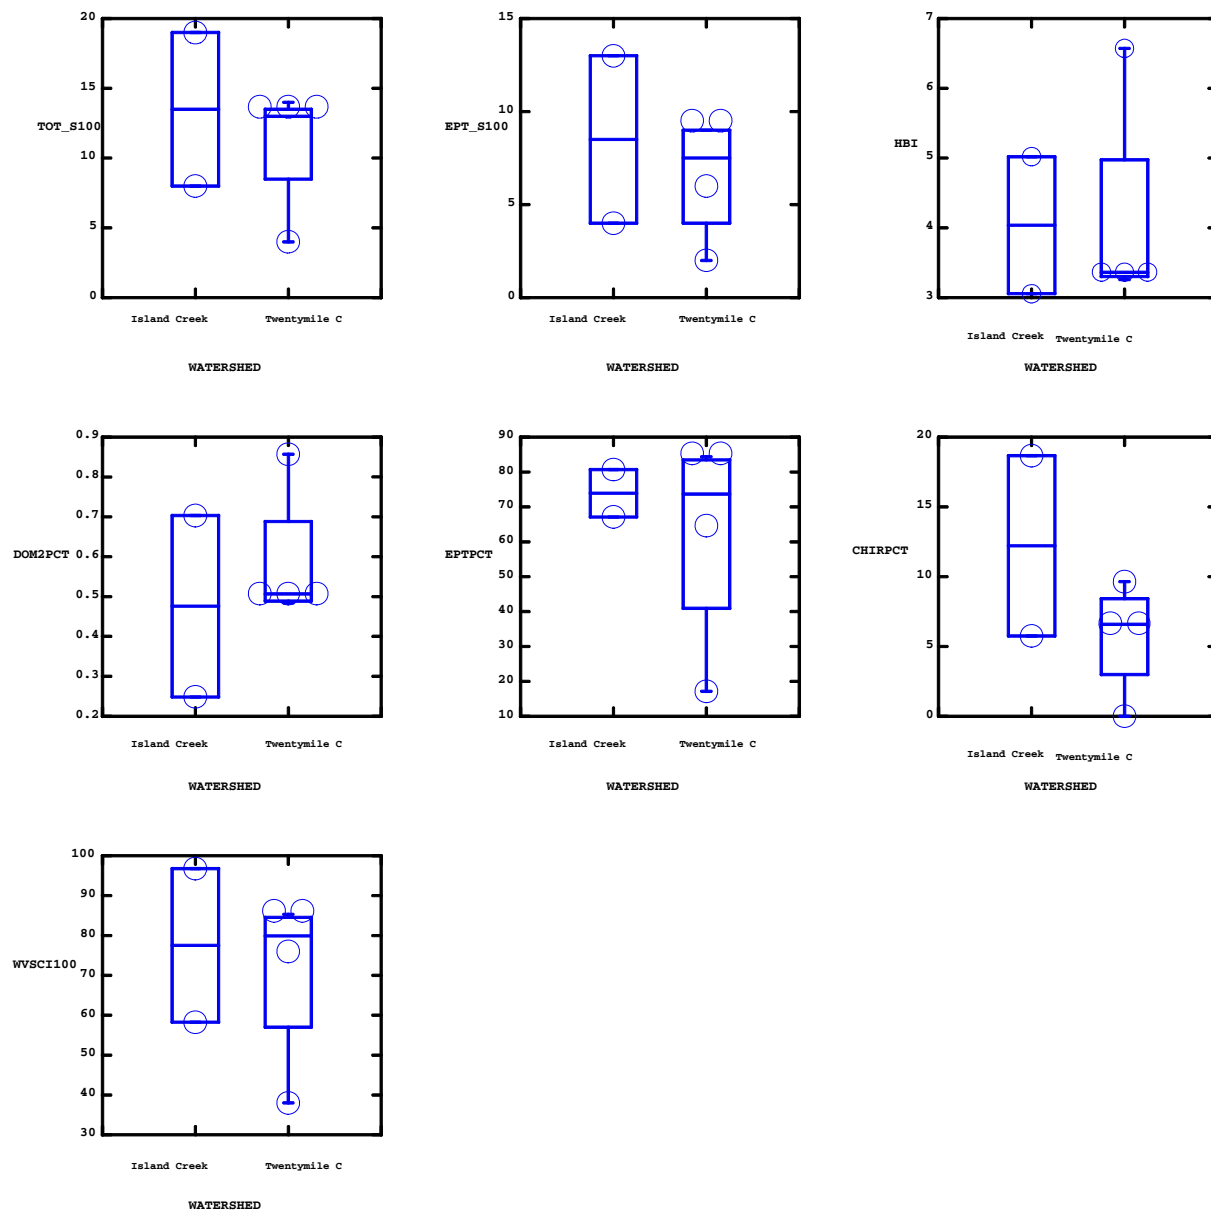 20
15
TOT_S100
10
5
0
Island Creek Twentymile C
WATERSHED
15
10
EPT_S100
5
0
Island Creek Twentymile C
WATERSHED
7
6
HBI
5
4
3
Island Creek Twentymile C
WATERSHED
0.9
0.8
0.7
DOM2PCT 0.6
0.5
0.4
0.3
0.2
Island Creek Twentymile C
WATERSHED
90
80
70
60
EPTPCT
50
40
30
20
10
Island Creek Twentymile C
WATERSHED
20
15
CHIRPCT
10
5
0
Island Creek Twentymile C
WATERSHED
100
90
80
WVSCI100
70
60
50
40
30
Island Creek Twentymile C
WATERSHED